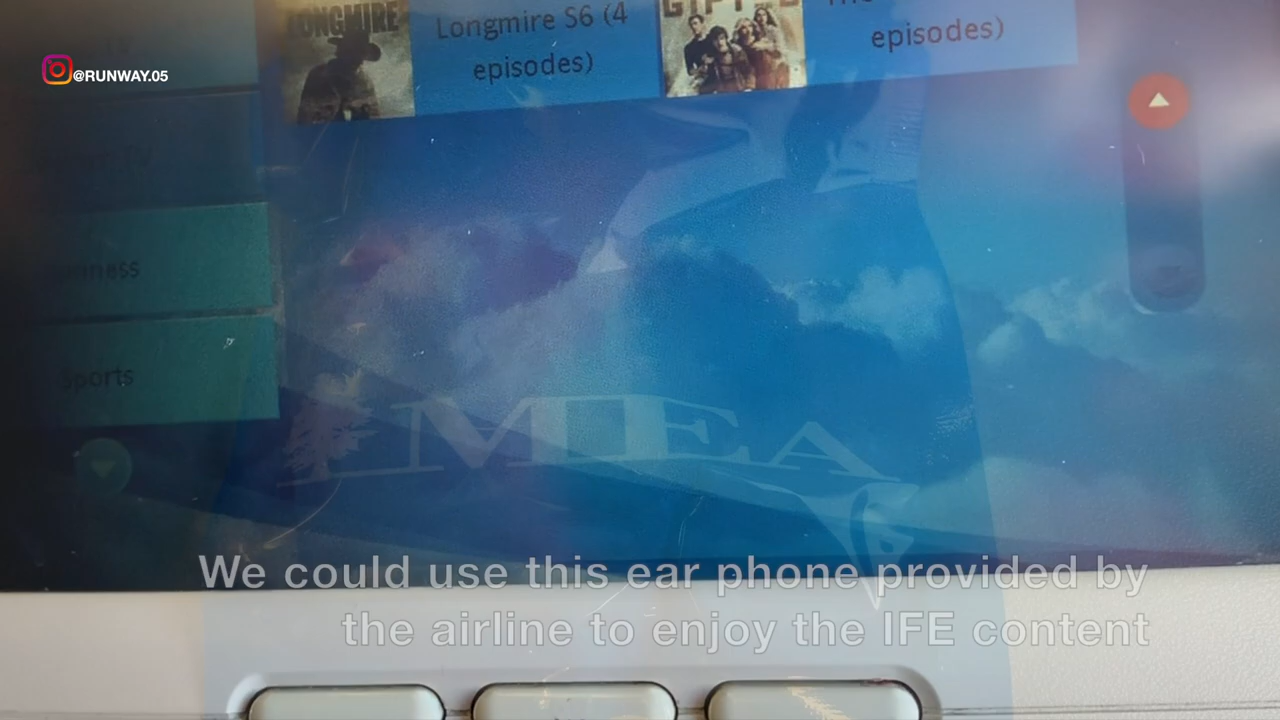 LONGMIRE
Longmire S6 (4
episodes)
episodes)
@RUNWAY.05
Sports
MEA
We could use this ear phone provided by
the airline to enjoy the IFE content